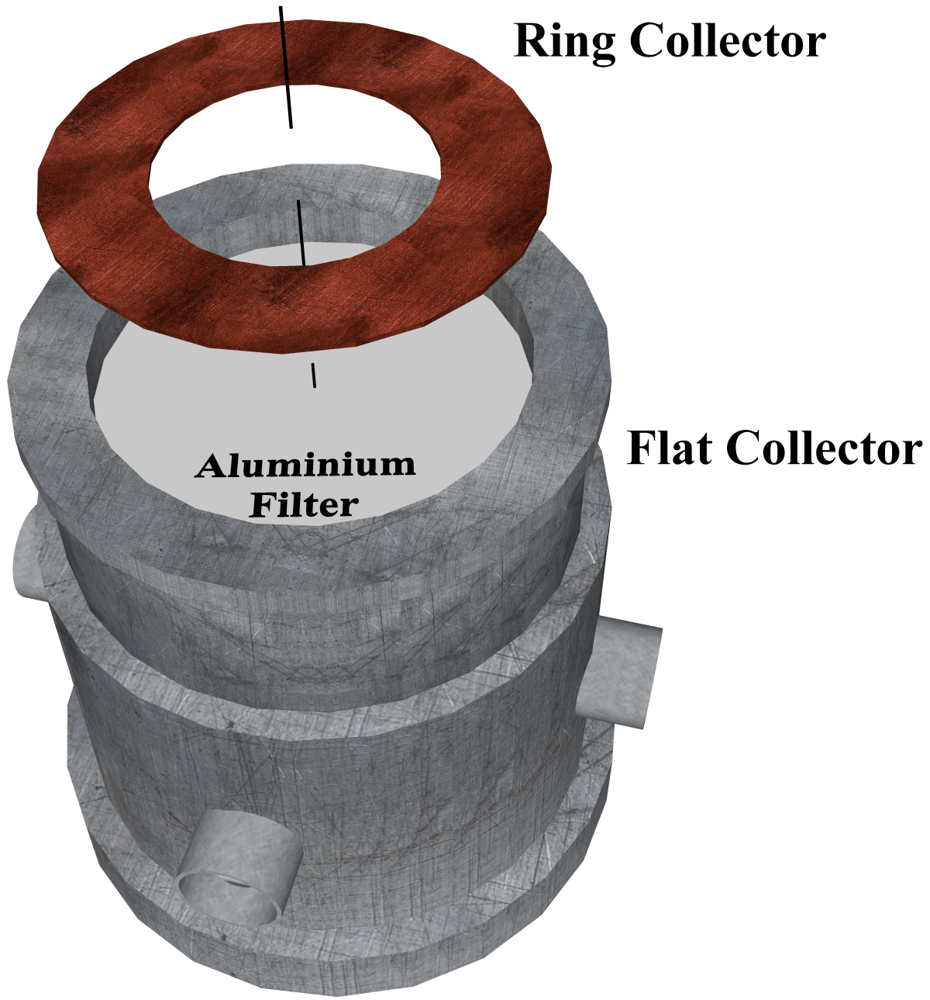 Ring Collector
Flat Collector
Aluminium
Filter